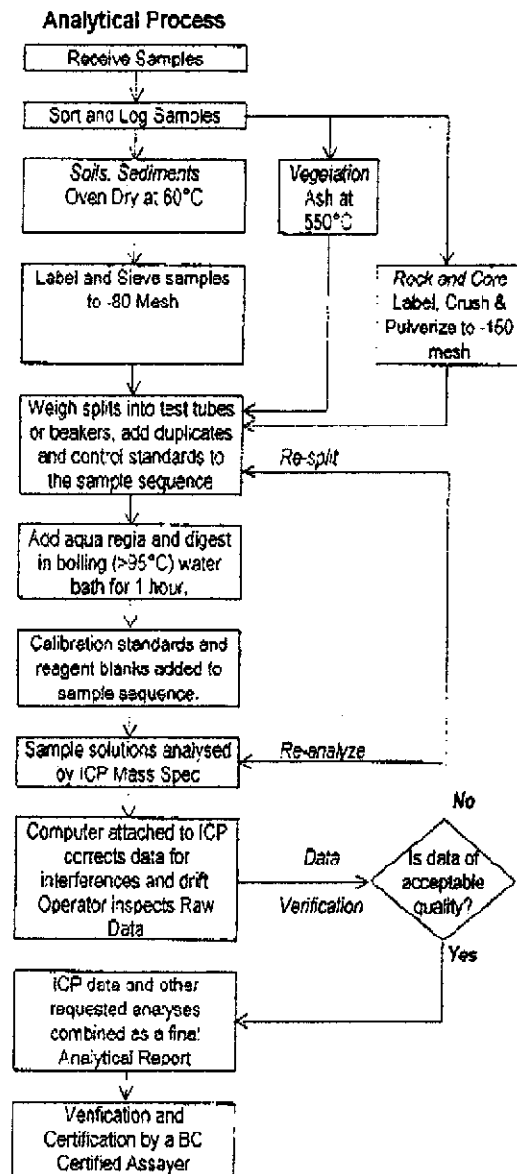 Analytical Process
Receive Samples
Sort and Log Samples
Soils, Sediments
Oven Dry at 60°C
Vegetation
Ash at
550°C
Label and Sieve samples
to -80 Mesh
Rock and Core
Label, Crush &
Pulverize to -150
mesh
Weigh splits into test tubes
or beakers, add duplicates
and control standards to
the sample sequence
Re-split
Add aqua regia and digest
in boiling (>95°C) water
bath for 1 hour.
Calibration standards and
reagent blanks added to
sample sequence.
Sample solutions analysed
by ICP Mass Spec
Re-analyze
No
Computer attached to ICP
corrects data for
interferences and drift
Operator Inspects Raw
Data
Data
Verification
Is data of
acceptable
quality?
Yes
ICP data and other
requested analyses
combined as a final
Analytical Report
Verification and
Certification by a BC
Certified Assayer